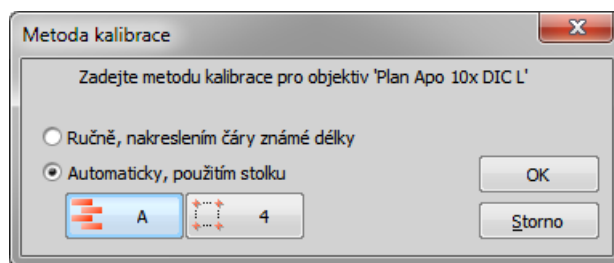 Metoda kalibrace
Zadejte metodu kalibrace pro objektiv 'Plan Apo 10x DIC L'
Ručně, nakreslením čáry známé délky
Automaticky, použitím stolku
OK
A
4
Storno